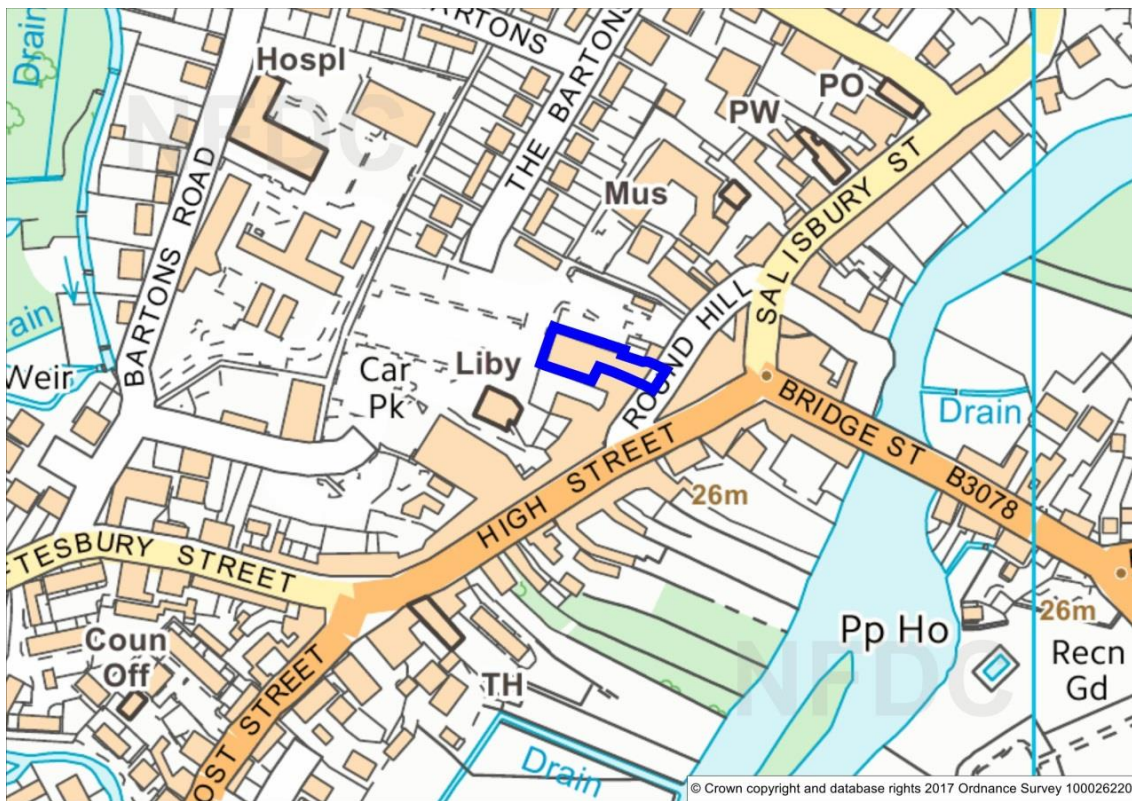 BARTONS
Drain
Hospl
THE BARTONS
PO
PW
NFDC
BARTONS ROAD
Mus
SALISBURY ST
ain
Weir
Car
Pk
Liby
ROUND HILL
BRIDGE ST B3078
Drain
HIGH STREET
26m
TESBURY STREET
26m
Pp Ho
Coun
Off
TH
NFDC
Recn
Gd
OST STREET
Drain
© Crown copyright and database rights 2017 Ordnance Survey 100026220